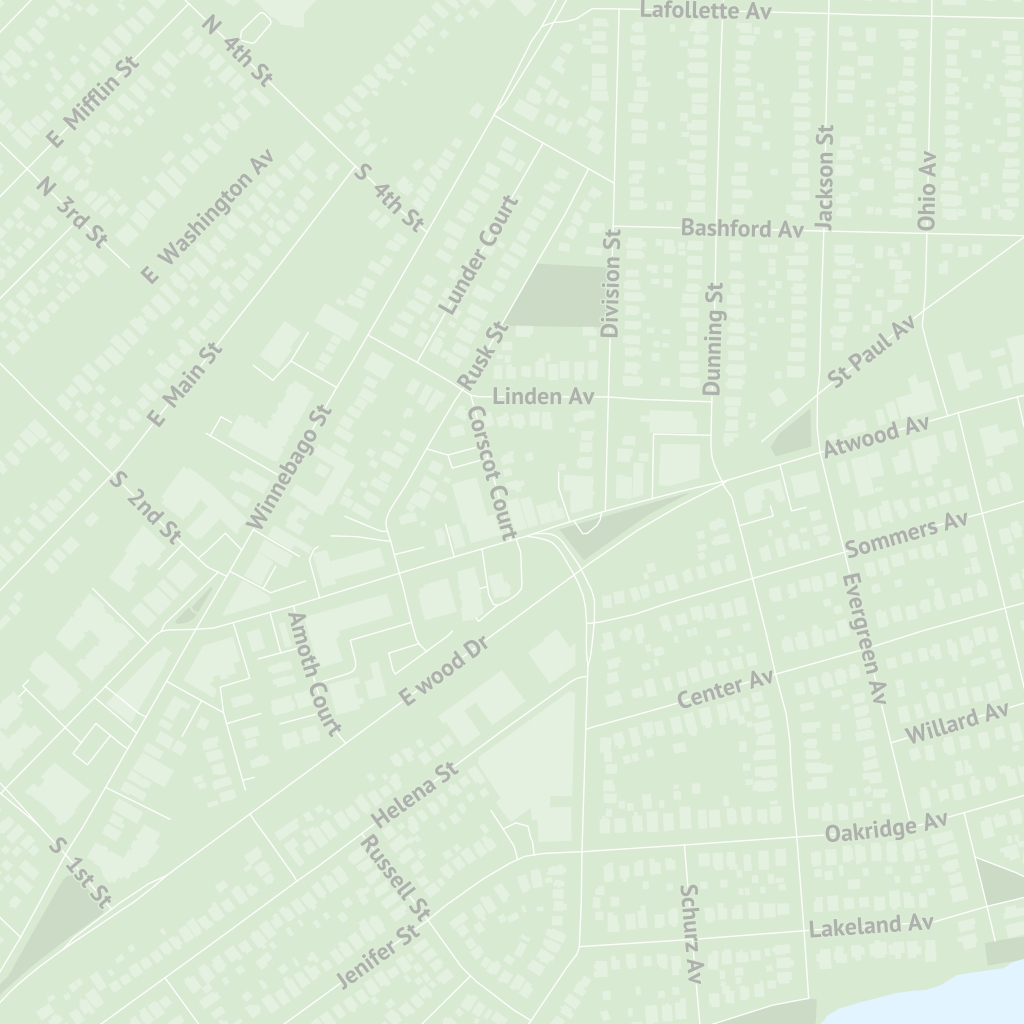 Lafollette Av
N 4th St
E Mifflin St
Jackson St
Ohio Av
N 3rd St
E Washington Av
S 4th St
Lunder Court
Division St
Bashford Av
Dunning St
St Paul Av
E Main St
Rusk St
Linden Av
Winnebago St
Corscot Court
Atwood Av
S 2nd St
Sommers Av
Evergreen Av
Amoth Court
E wood Dr
Center Av
Willard Av
Helena St
Oakridge Av
S 1st St
Russell St
Schurz Av
Lakeland Av
Jenifer St